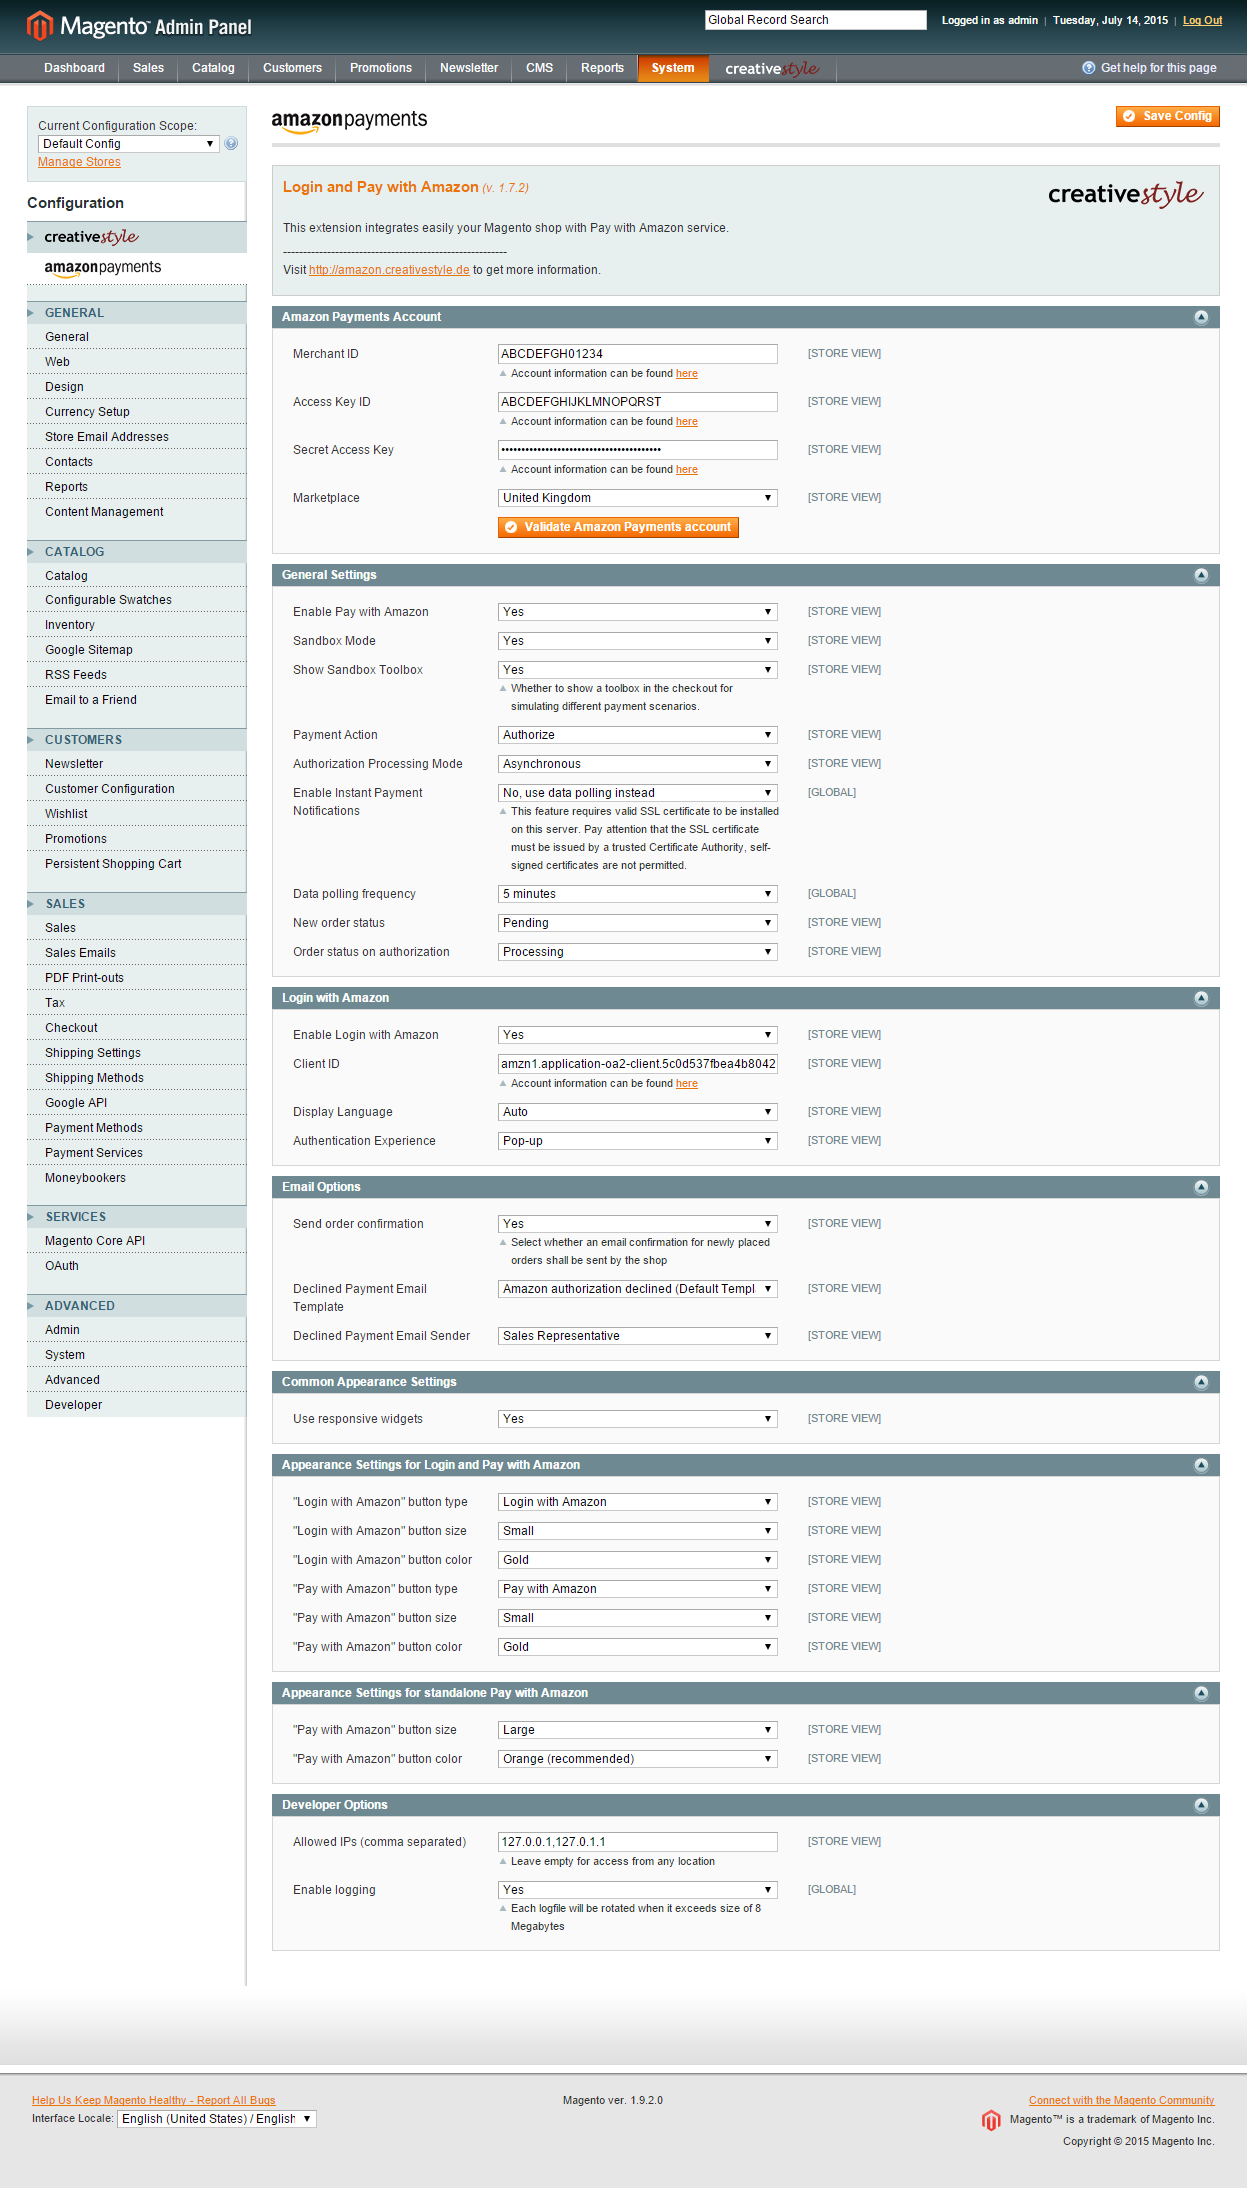 Magento™ Admin Panel
Global Record Search
Logged in as admin | Tuesday, July 14, 2015 | Log Out
Dashboard Sales Catalog Customers Promotions Newsletter CMS Reports System creativestyle
Get help for this page
Current Configuration Scope:
Default Config
Manage Stores
Configuration
creativestyle
amazonpayments
GENERAL
General
Web
Design
Currency Setup
Store Email Addresses
Contacts
Reports
Content Management
CATALOG
Catalog
Configurable Swatches
Inventory
Google Sitemap
RSS Feeds
Email to a Friend
CUSTOMERS
Newsletter
Customer Configuration
Wishlist
Promotions
Persistent Shopping Cart
SALES
Sales
Sales Emails
PDF Print-outs
Tax
Checkout
Shipping Settings
Shipping Methods
Google API
Payment Methods
Payment Services
Moneybookers
SERVICES
Magento Core API
OAuth
ADVANCED
Admin
System
Advanced
Developer
amazonpayments
Save Config
Login and Pay with Amazon (v. 1.7.2)
creativestyle
This extension integrates easily your Magento shop with Pay with Amazon service.
--------------------------------------------------------
Visit http://amazon.creativestyle.de to get more information.
Amazon Payments Account
Merchant ID ABCDEFGH01234 [STORE VIEW]
Account information can be found here
Access Key ID ABCDEFGHIJKLMNOPQRST [STORE VIEW]
Account information can be found here
Secret Access Key •••••••••••••••••••••••••••••••••••••••• [STORE VIEW]
Account information can be found here
Marketplace United Kingdom [STORE VIEW]
Validate Amazon Payments account
General Settings
Enable Pay with Amazon Yes [STORE VIEW]
Sandbox Mode Yes [STORE VIEW]
Show Sandbox Toolbox Yes [STORE VIEW]
Whether to show a toolbox in the checkout for
simulating different payment scenarios.
Payment Action Authorize [STORE VIEW]
Authorization Processing Mode Asynchronous [STORE VIEW]
Enable Instant Payment No, use data polling instead [GLOBAL]
Notifications
This feature requires valid SSL certificate to be installed
on this server. Pay attention that the SSL certificate
must be issued by a trusted Certificate Authority, self-
signed certificates are not permitted.
Data polling frequency 5 minutes [GLOBAL]
New order status Pending [STORE VIEW]
Order status on authorization Processing [STORE VIEW]
Login with Amazon
Enable Login with Amazon Yes [STORE VIEW]
Client ID amzn1.application-oa2-client.5c0d537fbea4b8042 [STORE VIEW]
Account information can be found here
Display Language Auto [STORE VIEW]
Authentication Experience Pop-up [STORE VIEW]
Email Options
Send order confirmation Yes [STORE VIEW]
Select whether an email confirmation for newly placed
orders shall be sent by the shop
Declined Payment Email Amazon authorization declined (Default Templ [STORE VIEW]
Template
Declined Payment Email Sender Sales Representative [STORE VIEW]
Common Appearance Settings
Use responsive widgets Yes [STORE VIEW]
Appearance Settings for Login and Pay with Amazon
"Login with Amazon" button type Login with Amazon [STORE VIEW]
"Login with Amazon" button size Small [STORE VIEW]
"Login with Amazon" button color Gold [STORE VIEW]
"Pay with Amazon" button type Pay with Amazon [STORE VIEW]
"Pay with Amazon" button size Small [STORE VIEW]
"Pay with Amazon" button color Gold [STORE VIEW]
Appearance Settings for standalone Pay with Amazon
"Pay with Amazon" button size Large [STORE VIEW]
"Pay with Amazon" button color Orange (recommended) [STORE VIEW]
Developer Options
Allowed IPs (comma separated) 127.0.0.1,127.0.1.1 [STORE VIEW]
Leave empty for access from any location
Enable logging Yes [GLOBAL]
Each logfile will be rotated when it exceeds size of 8
Megabytes
Help Us Keep Magento Healthy - Report All Bugs
Interface Locale: English (United States) / English
Magento ver. 1.9.2.0
Connect with the Magento Community
Magento™ is a trademark of Magento Inc.
Copyright © 2015 Magento Inc.